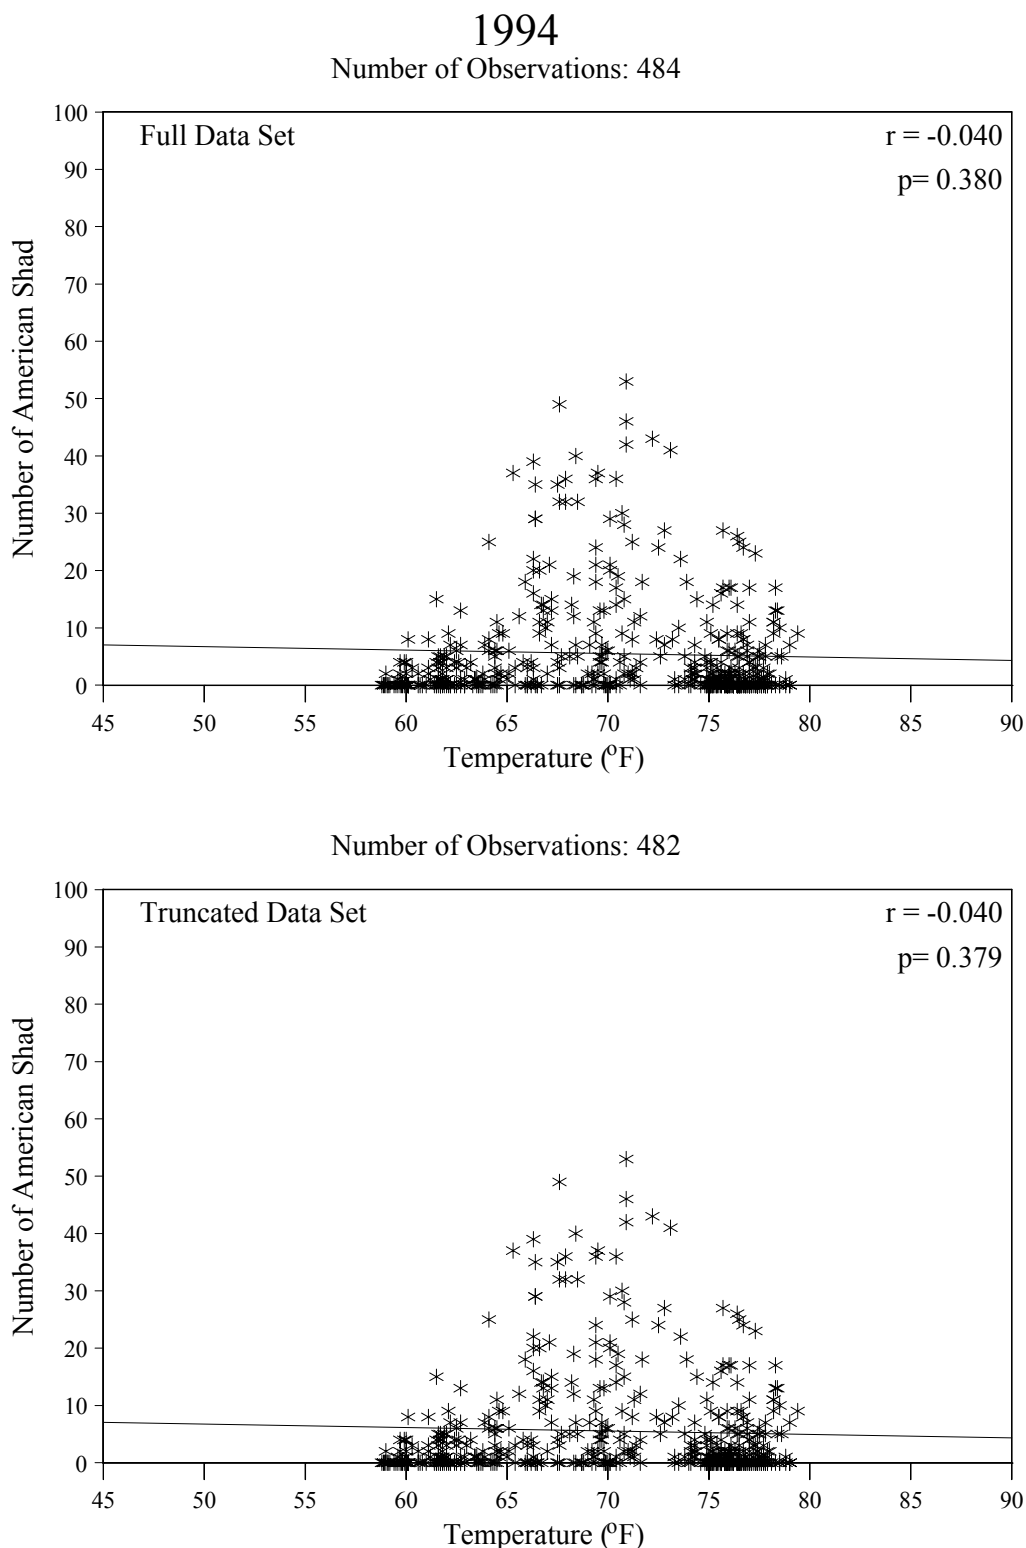 1994
Number of Observations: 484
100
Full Data Set
r = -0.040
90
p= 0.380
80
70
60
50
40
30
20
10
0
Number of American Shad
45 50 55 60 65 70 75 80 85 90
Temperature (°F)
Number of Observations: 482
100
Truncated Data Set
r = -0.040
90
p= 0.379
80
70
60
50
40
30
20
10
0
Number of American Shad
45 50 55 60 65 70 75 80 85 90
Temperature (°F)